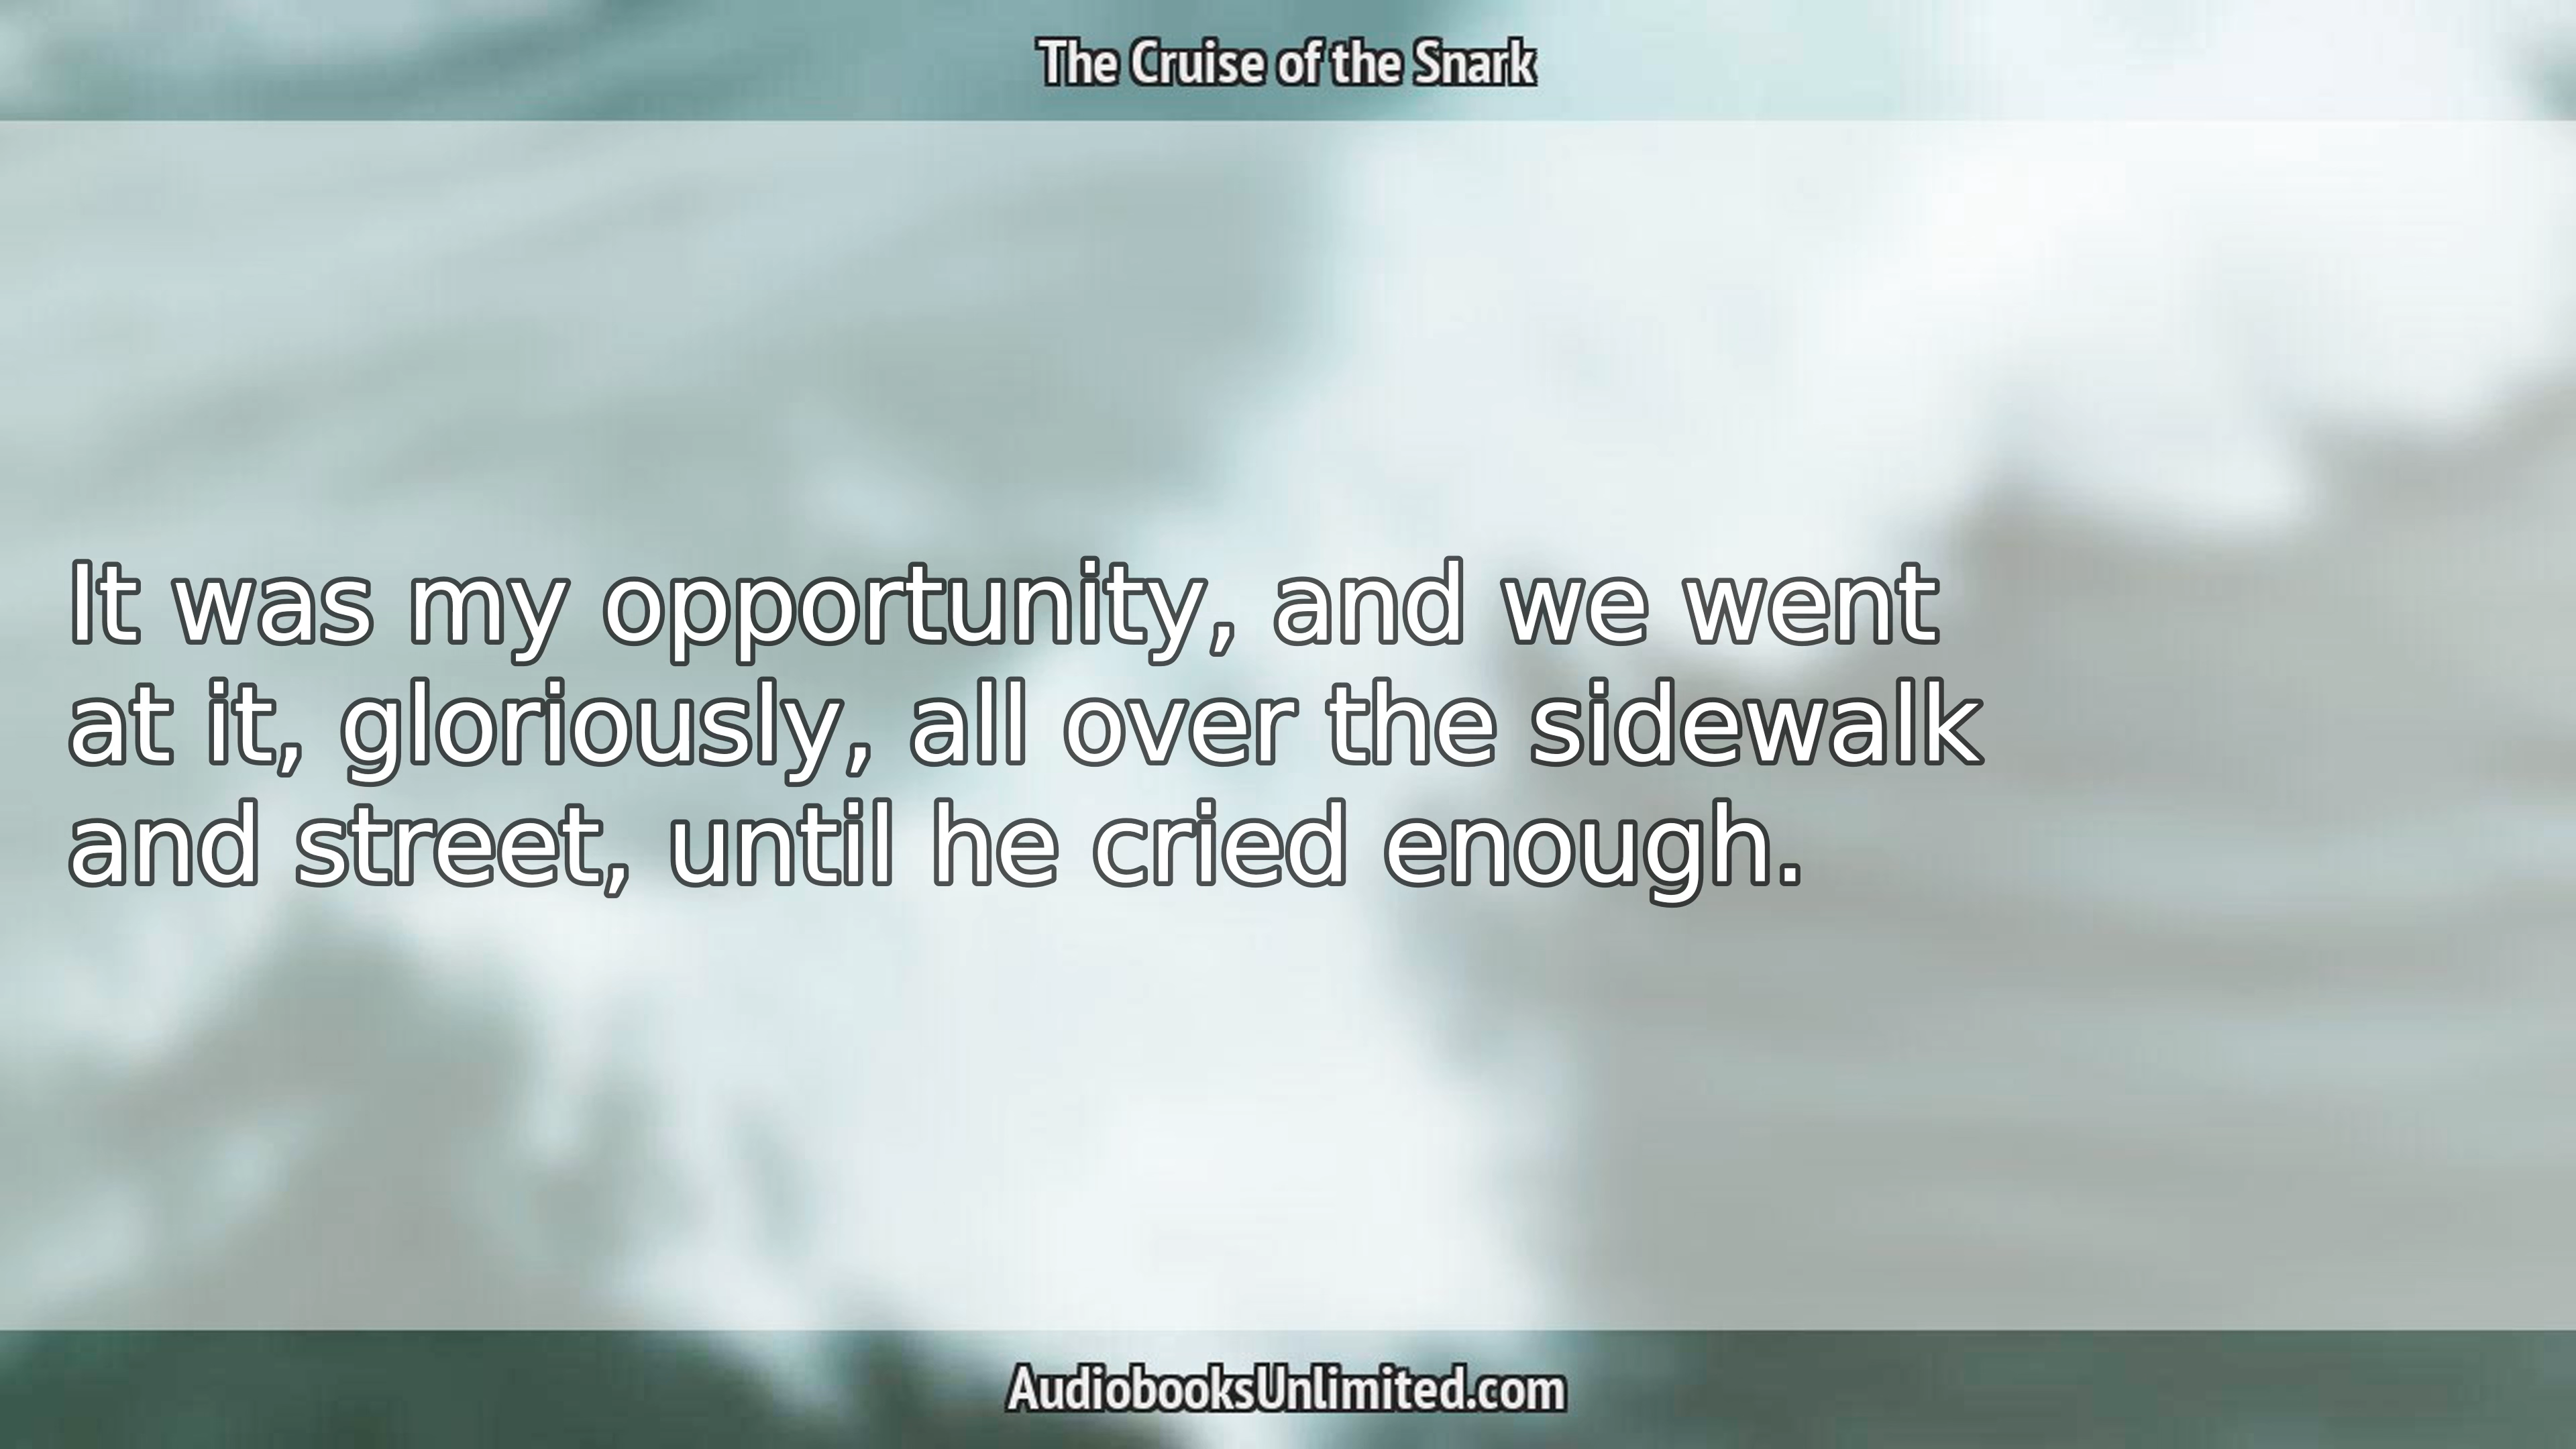 The Cruise of the Snark
It was my opportunity, and we went
at it, gloriously, all over the sidewalk
and street, until he cried enough.
AudiobooksUnlimited.com